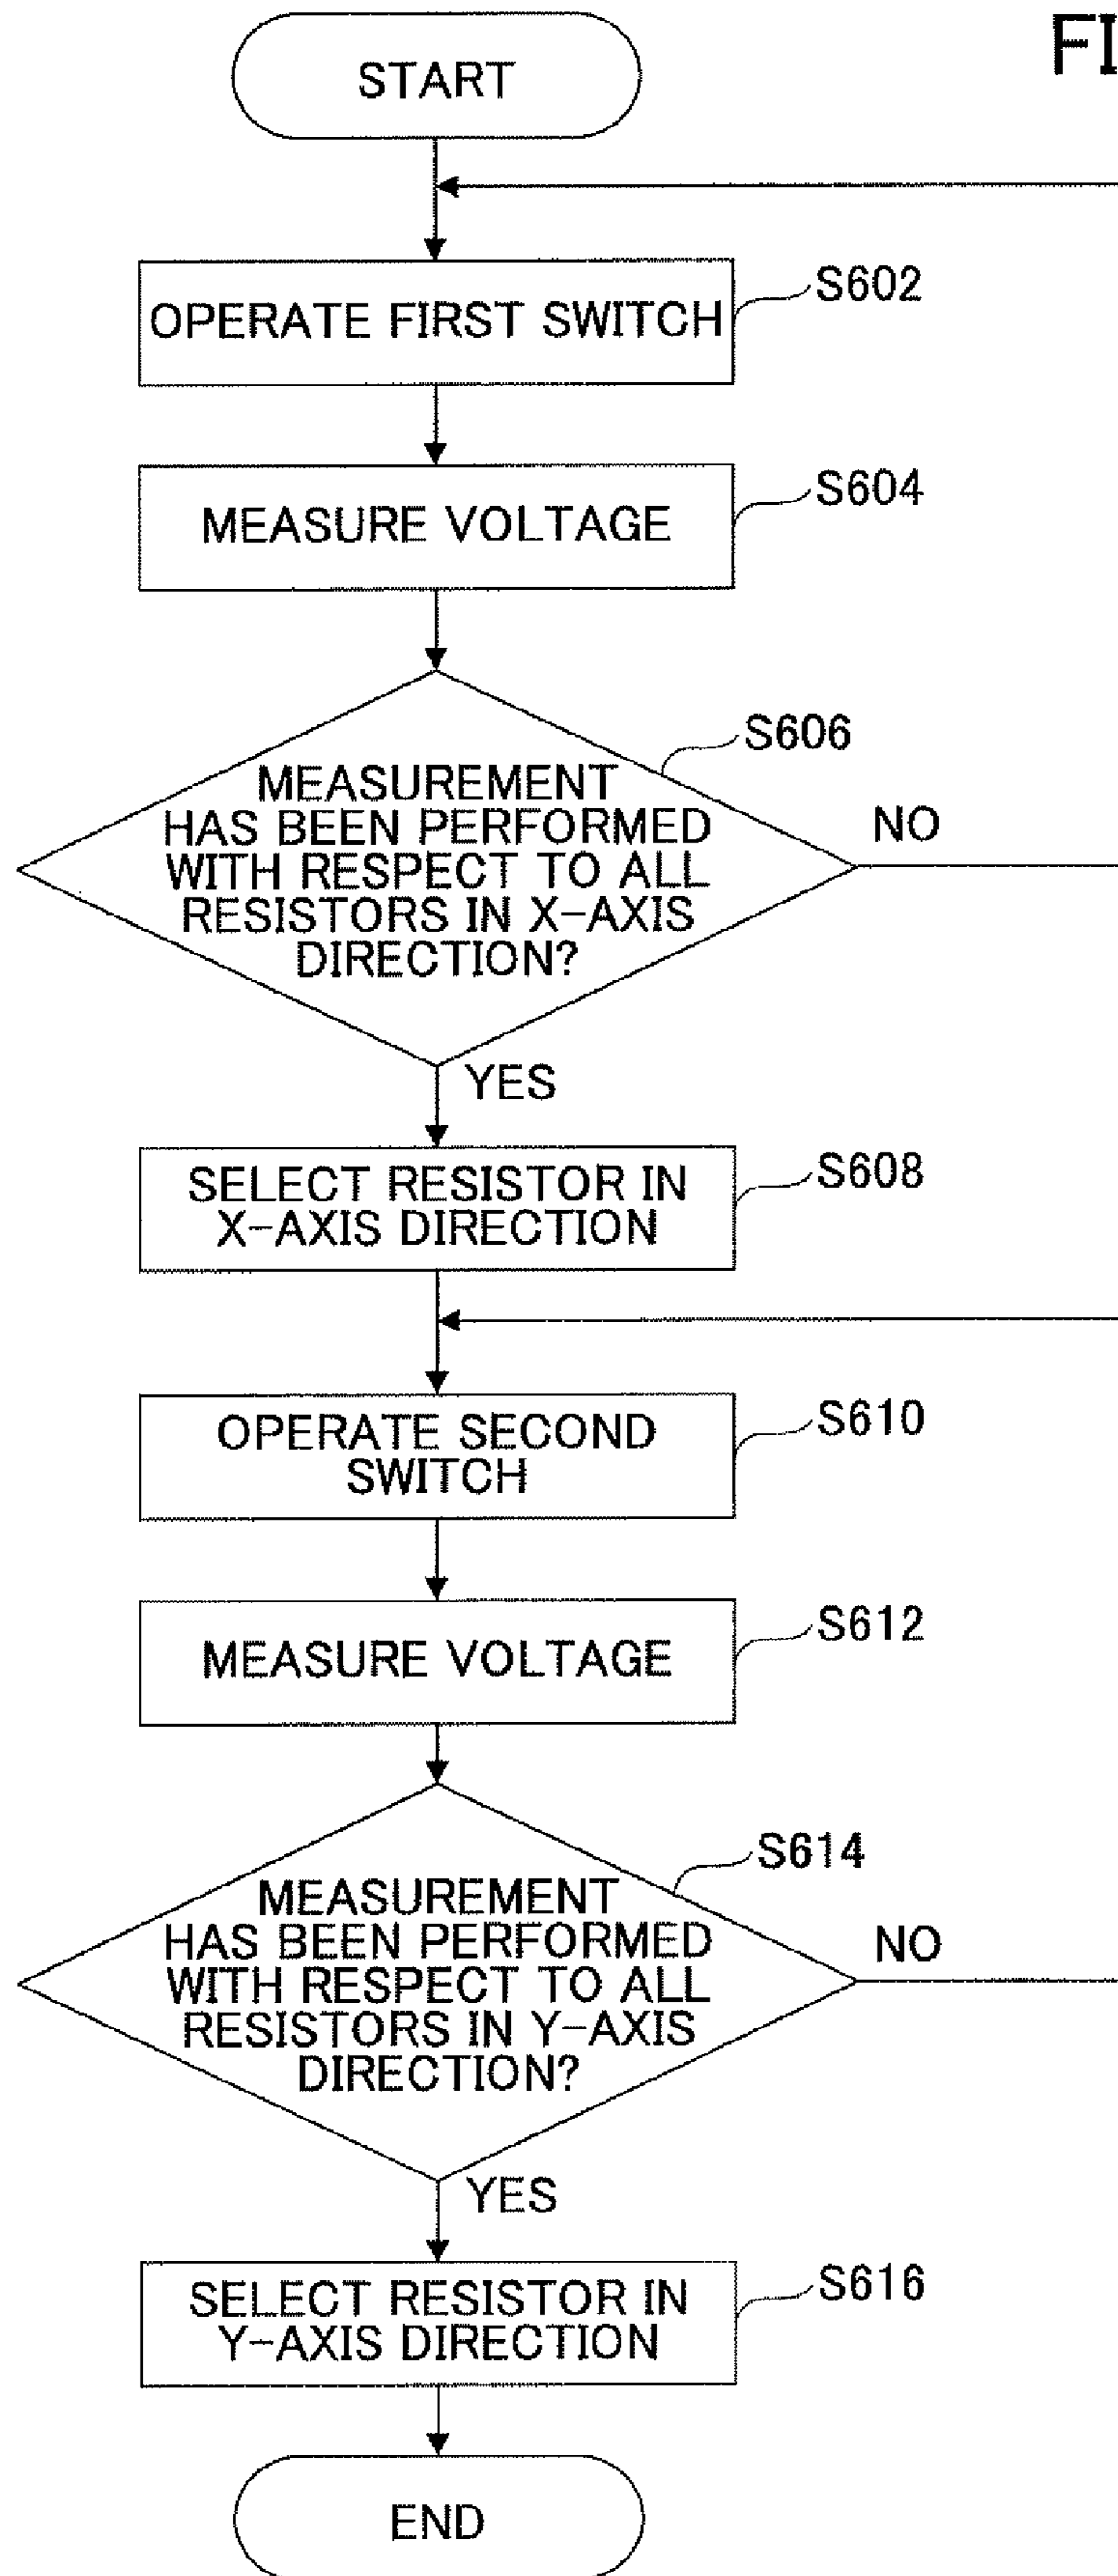 FI
START
OPERATE FIRST SWITCH
S602
MEASURE VOLTAGE
S604
S606
MEASUREMENT
HAS BEEN PERFORMED
WITH RESPECT TO ALL
RESISTORS IN X-AXIS
DIRECTION?
NO
YES
SELECT RESISTOR IN
X-AXIS DIRECTION
S608
OPERATE SECOND
SWITCH
S610
MEASURE VOLTAGE
S612
S614
MEASUREMENT
HAS BEEN PERFORMED
WITH RESPECT TO ALL
RESISTORS IN Y-AXIS
DIRECTION?
NO
YES
SELECT RESISTOR IN
Y-AXIS DIRECTION
S616
END